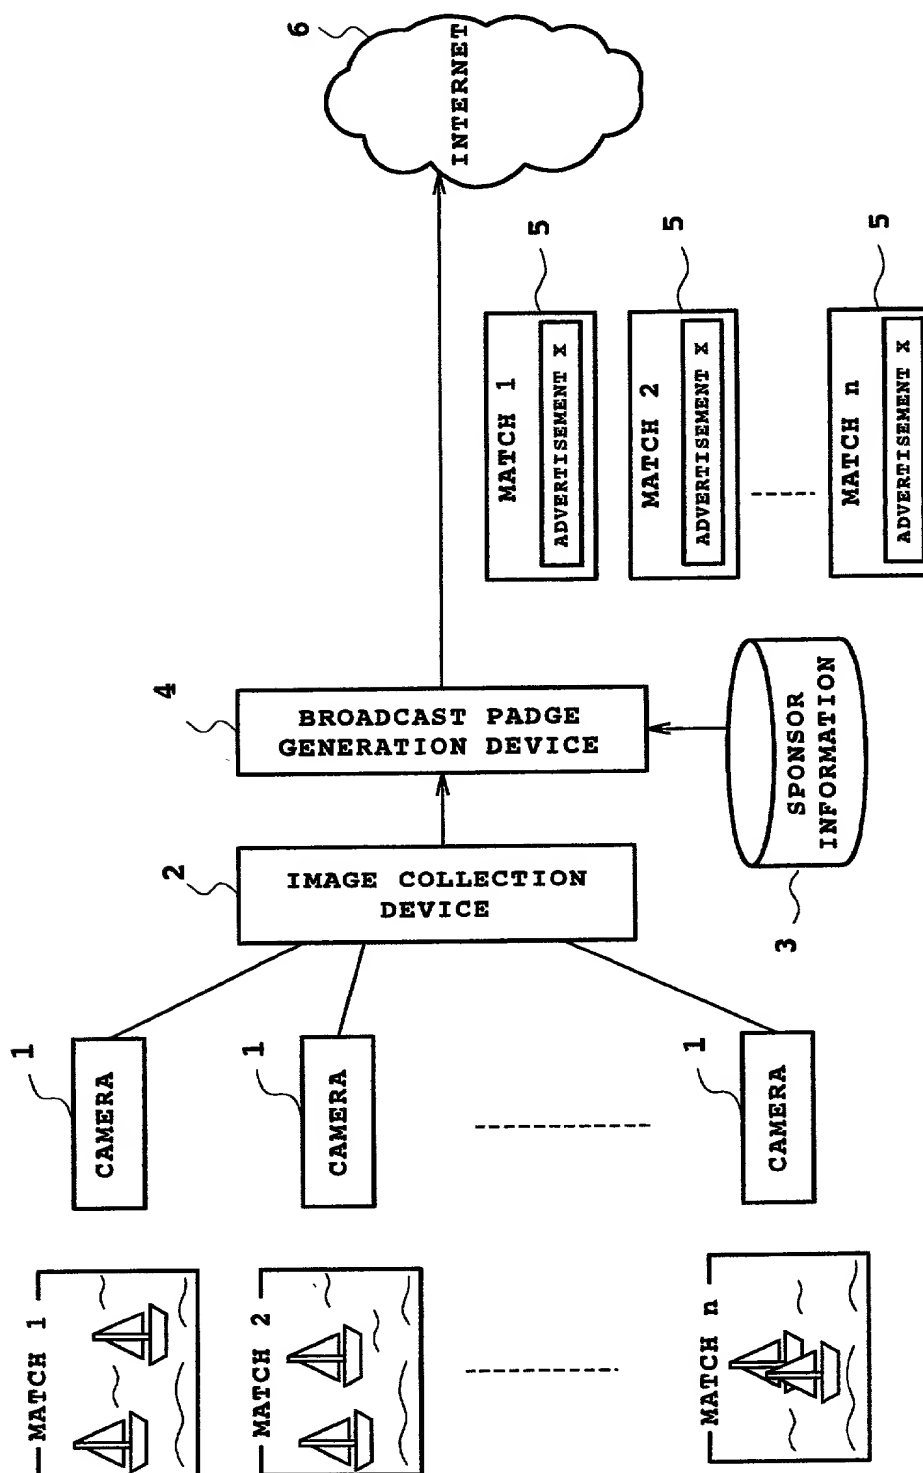 MATCH 1
MATCH 2
MATCH n
1
CAMERA
1
CAMERA
1
CAMERA
2
IMAGE COLLECTION
DEVICE
4
BROADCAST PADGE
GENERATION DEVICE
3
SPONSOR
INFORMATION
MATCH 1
ADVERTISEMENT X
5
MATCH 2
ADVERTISEMENT X
5
MATCH n
ADVERTISEMENT X
5
6
INTERNET